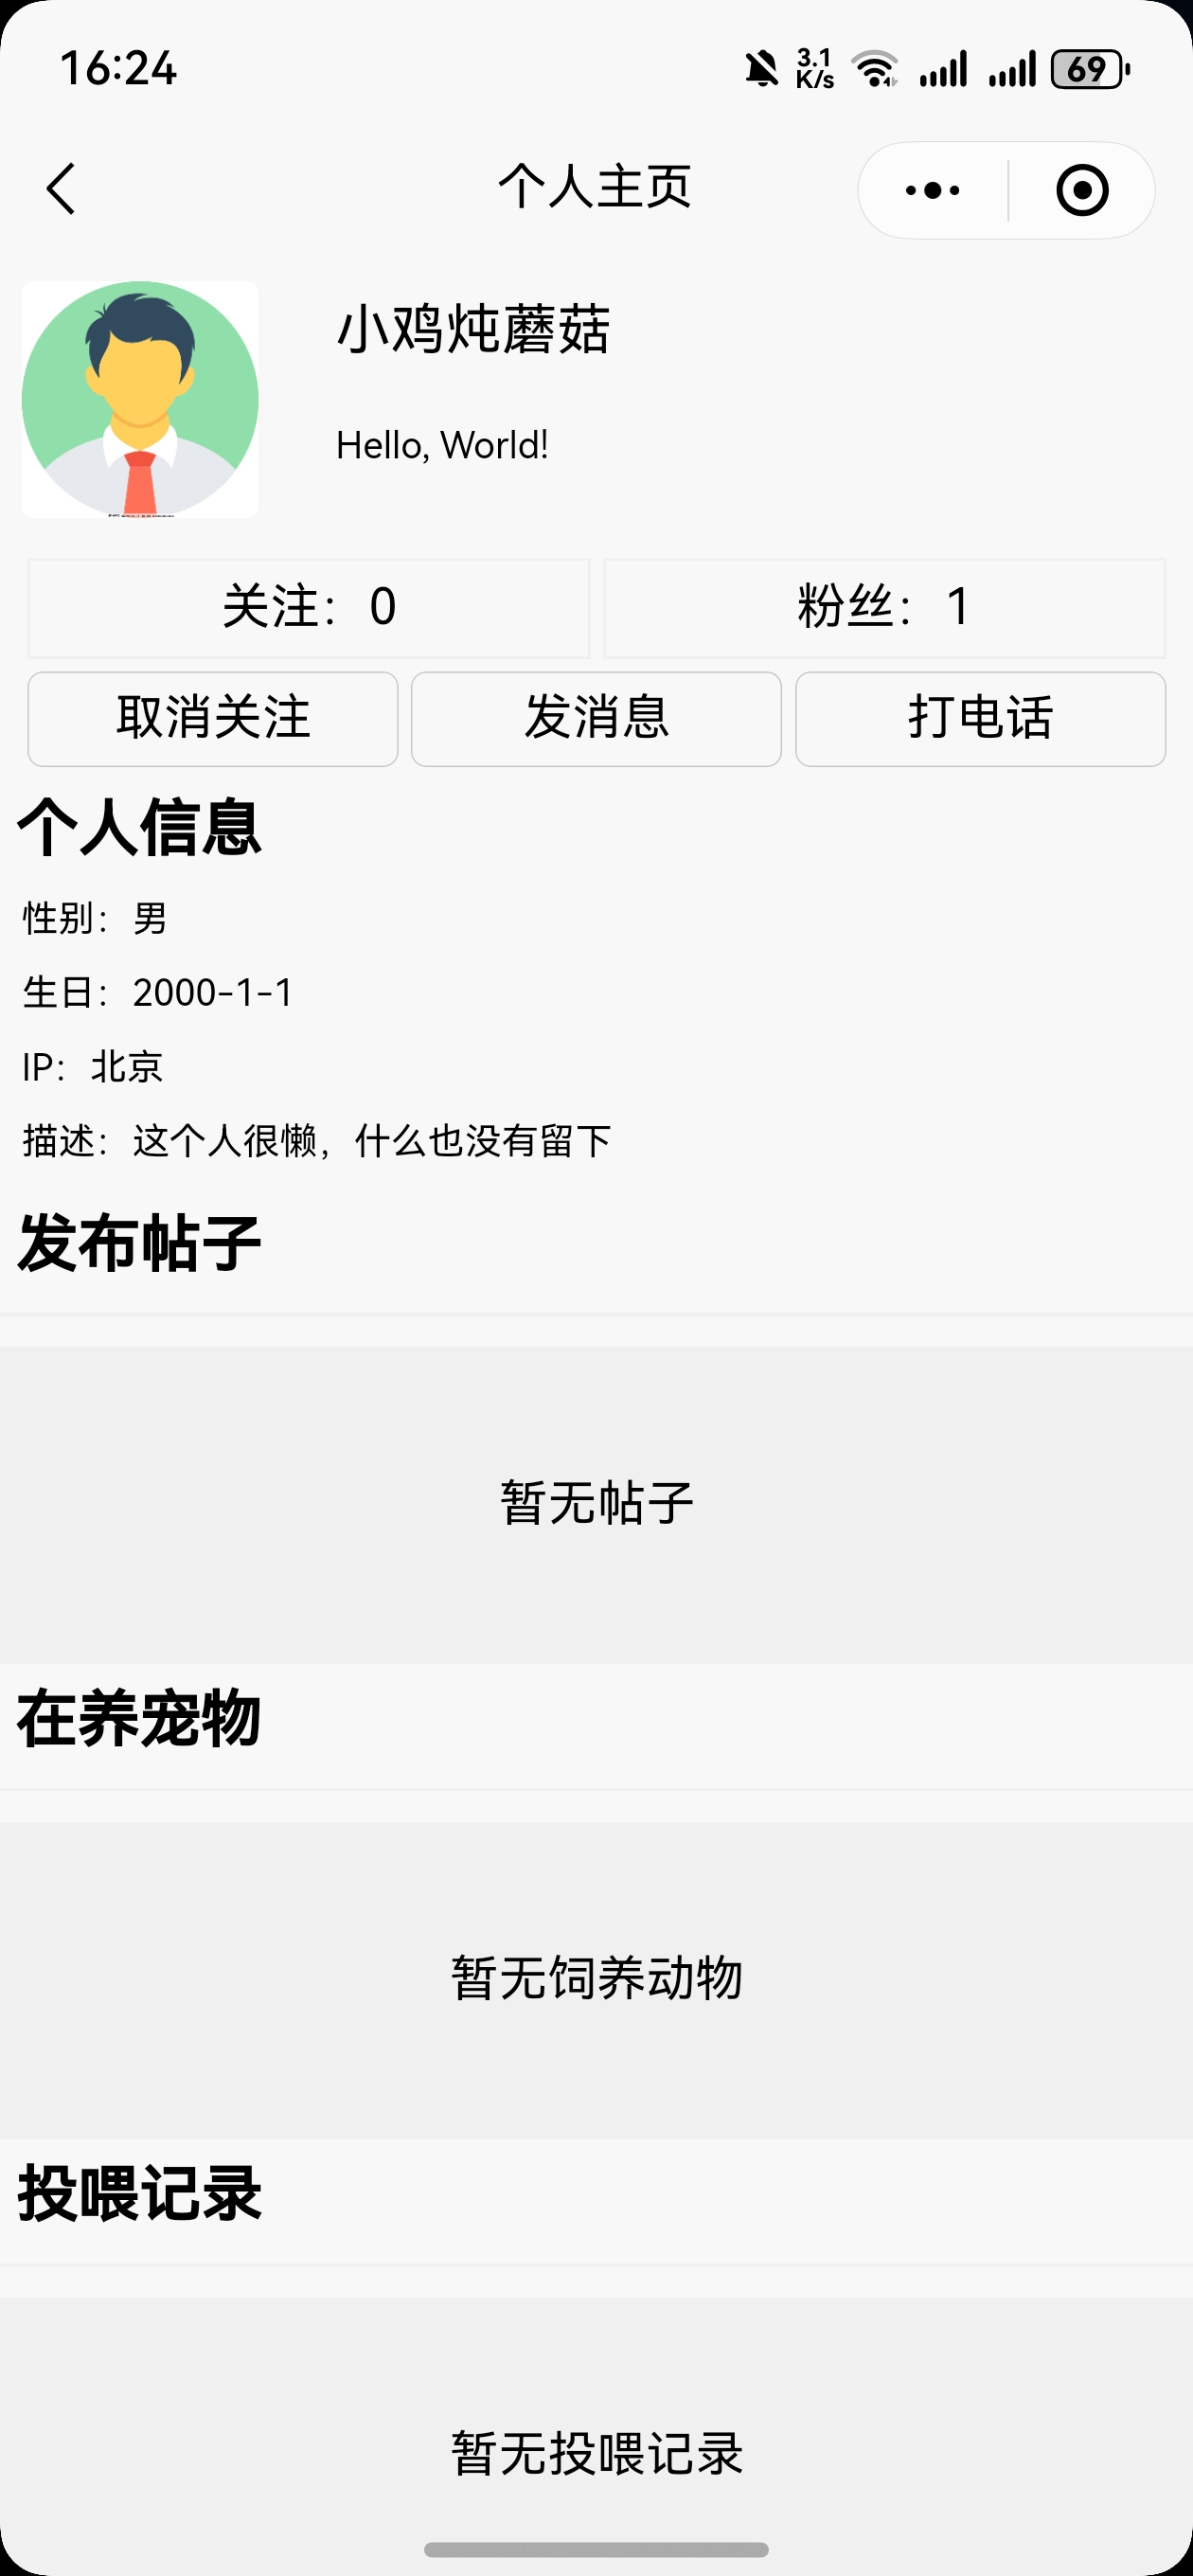 16:24
3.1
K/s
69
个人主页
小鸡炖蘑菇
Hello, World!
关注：0
粉丝：1
取消关注
发消息
打电话
个人信息
性别：男
生日：2000-1-1
IP：北京
描述：这个人很懒，什么也没有留下
发布帖子
暂无帖子
在养宠物
暂无饲养动物
投喂记录
暂无投喂记录